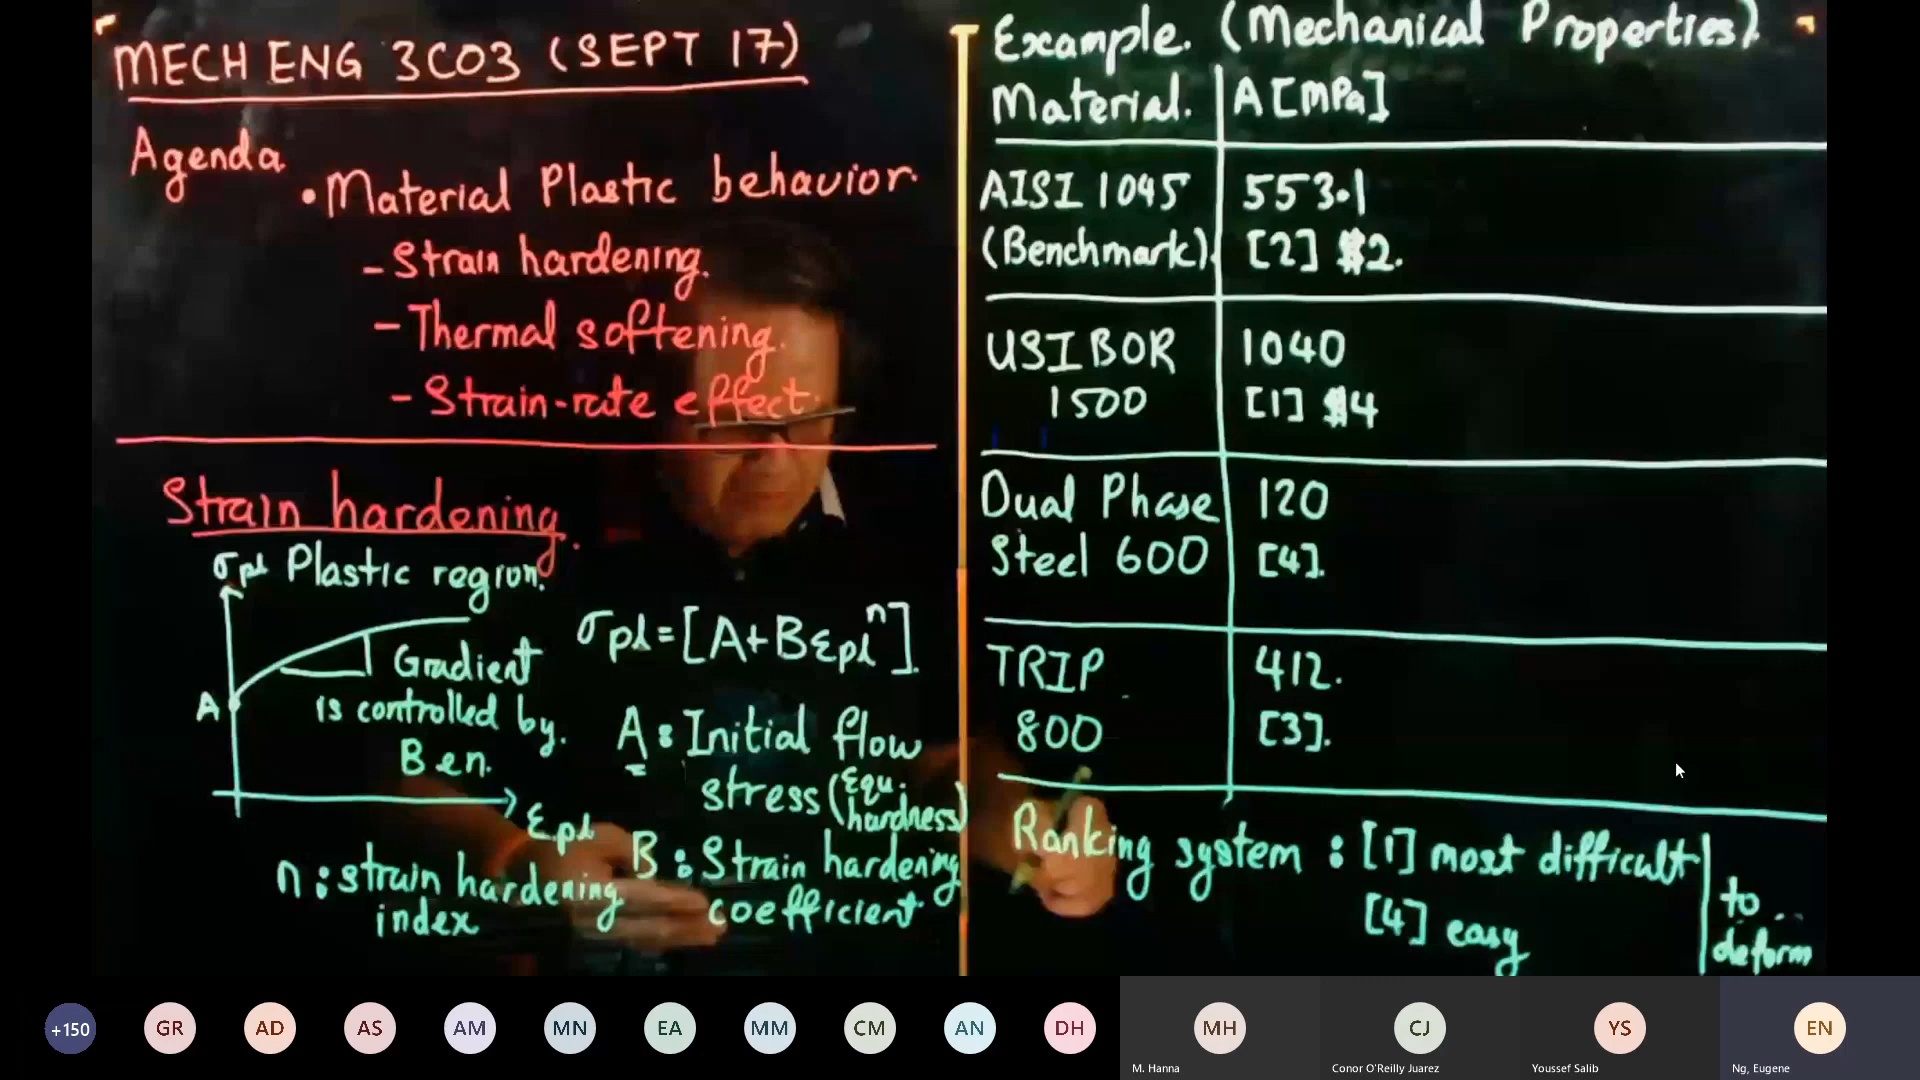 MECH ENG 3C03 (SEPT 17)
Agenda
• Material Plastic behavior.
- Strain hardening.
- Thermal softening.
- Strain-rate effect.
Strain hardening.
σpl Plastic region.
A
Gradient
is controlled by.
B en.
εpl
n: strain hardening
index
σpl=[A+Bεplⁿ].
A: Initial flow
stress (Equ.
hardness)
B: Strain hardening
coefficient
Example. (Mechanical Properties).
Material. A [MPa]
AISI 1045 553.1
(Benchmark). [2] $2.
USIBOR 1040
1500 [1] $4
Dual Phase 120
Steel 600 [4].
TRIP 412.
800 [3].
Ranking system: [1] most difficult
[4] easy
to
deform
+150 GR AD AS AM MN EA MM CM AN DH MH CJ YS EN
M. Hanna Conor O'Reilly Juarez Youssef Salib Ng, Eugene